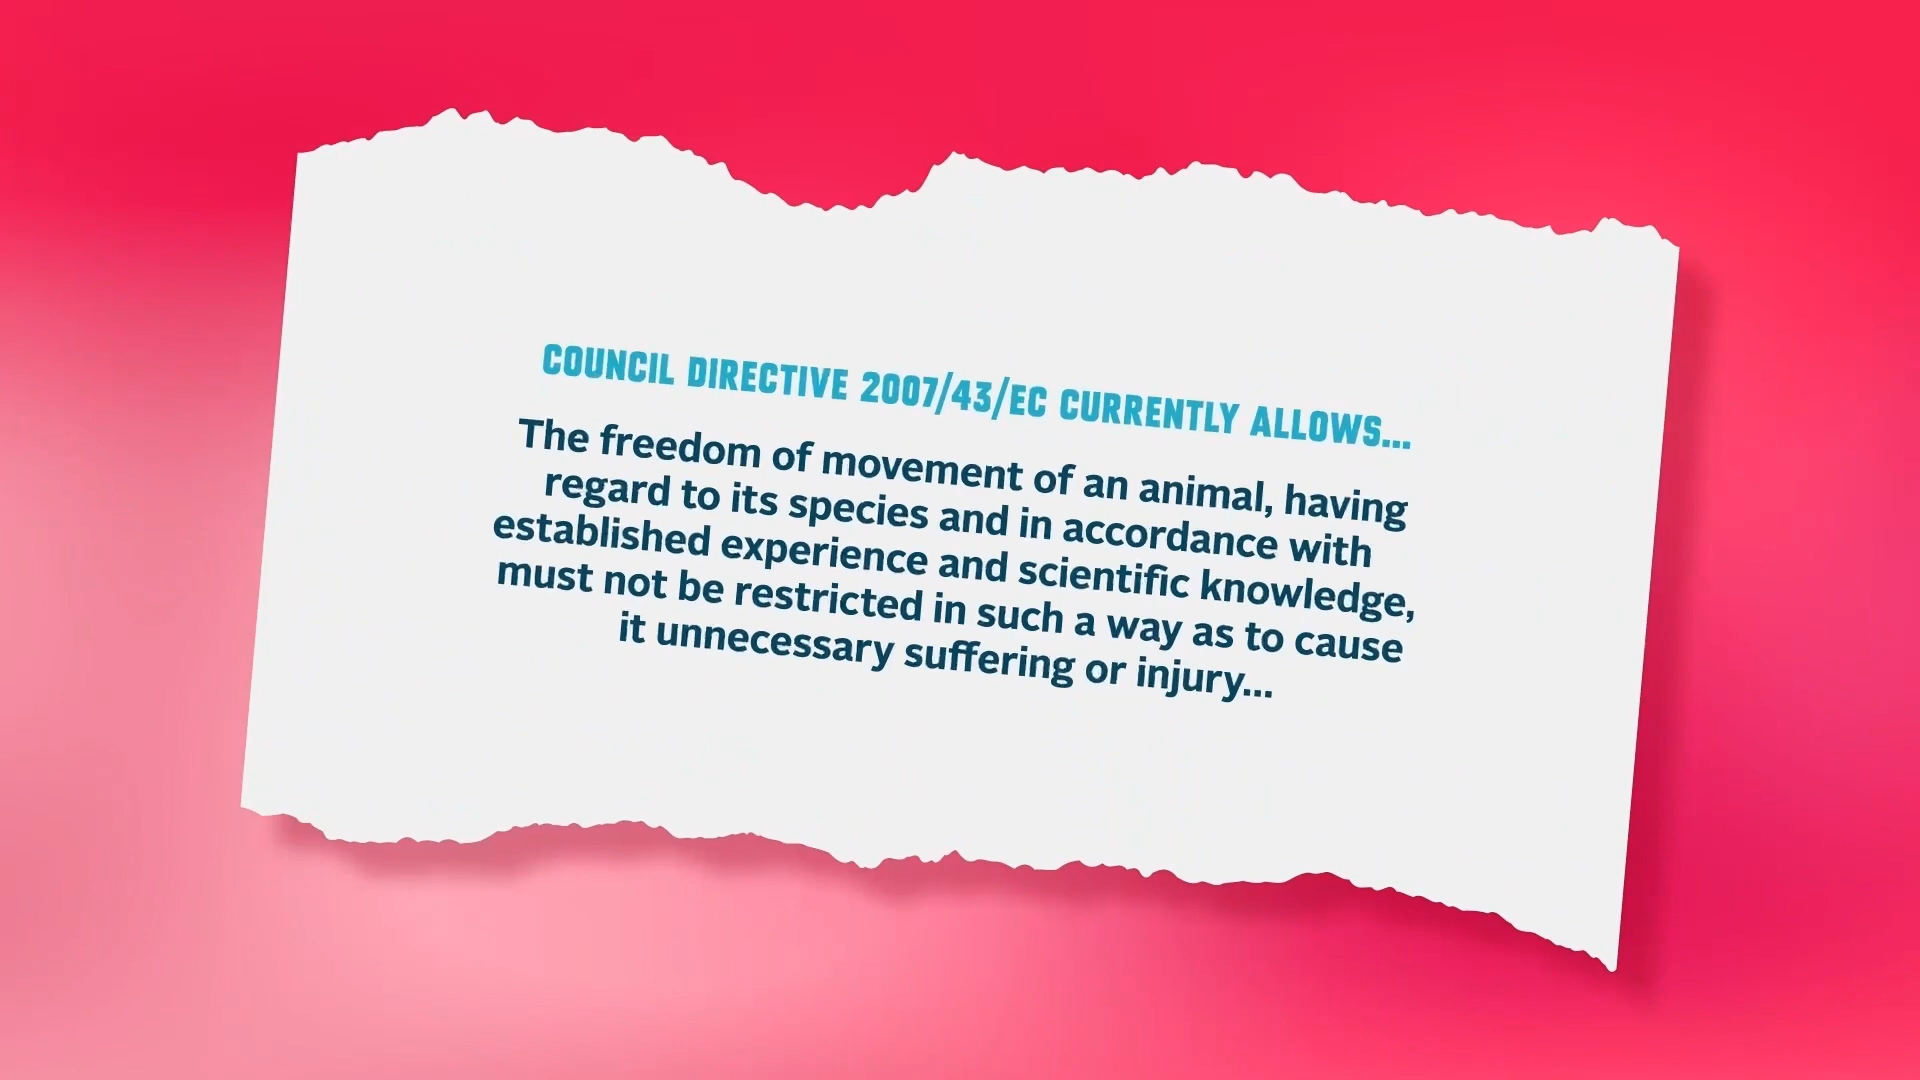 COUNCIL DIRECTIVE 2007/43/EC CURRENTLY ALLOWS...
The freedom of movement of an animal, having
regard to its species and in accordance with
established experience and scientific knowledge,
must not be restricted in such a way as to cause
it unnecessary suffering or injury...